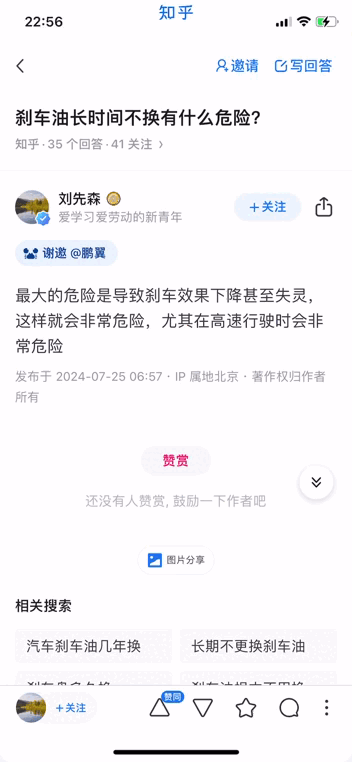 22:56
知乎
邀请
写回答
刹车油长时间不换有什么危险?
知乎 · 35 个回答 · 41 关注 >
刘先森
爱学习爱劳动的新青年
+关注
谢邀 @鹏翼
最大的危险是导致刹车效果下降甚至失灵，
这样就会非常危险，尤其在高速行驶时会非
常危险
发布于 2024-07-25 06:57 · IP 属地北京 · 著作权归作者
所有
赞赏
还没有人赞赏, 鼓励一下作者吧
图片分享
相关搜索
汽车刹车油几年换
长期不更换刹车油
+关注
赞同